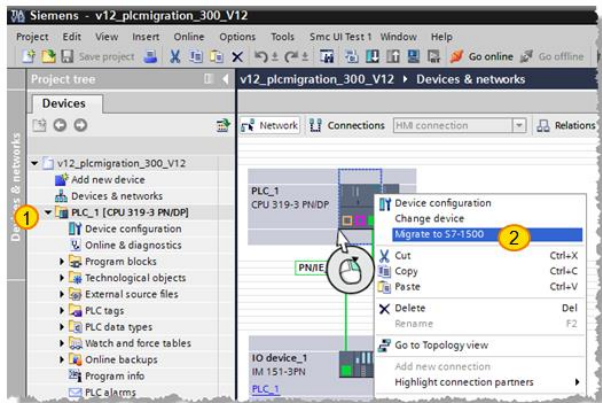 Siemens - v12_plcmigration_300_V12
Project Edit View Insert Online Options Tools Smc UI Test 1 Window Help
Save project Go online Go offline
Project tree
v12_plcmigration_300_V12 Devices & networks
Devices
Network Connections HMI connection Relations
Devices & networks
v12_plcmigration_300_V12
Add new device
Devices & networks
1 PLC_1 [CPU 319-3 PN/DP]
Device configuration
Online & diagnostics
Program blocks
Technological objects
External source files
PLC tags
PLC data types
Watch and force tables
Online backups
Program info
PLC alarms
PLC_1
CPU 319-3 PN/DP
PN/IE_
IO device_1
IM 151-3PN
PLC_1
Device configuration
Change device
Migrate to S7-1500 2
Cut Ctrl+X
Copy Ctrl+C
Paste Ctrl+V
Delete Del
Rename F2
Go to Topology view
Add new connection
Highlight connection partners